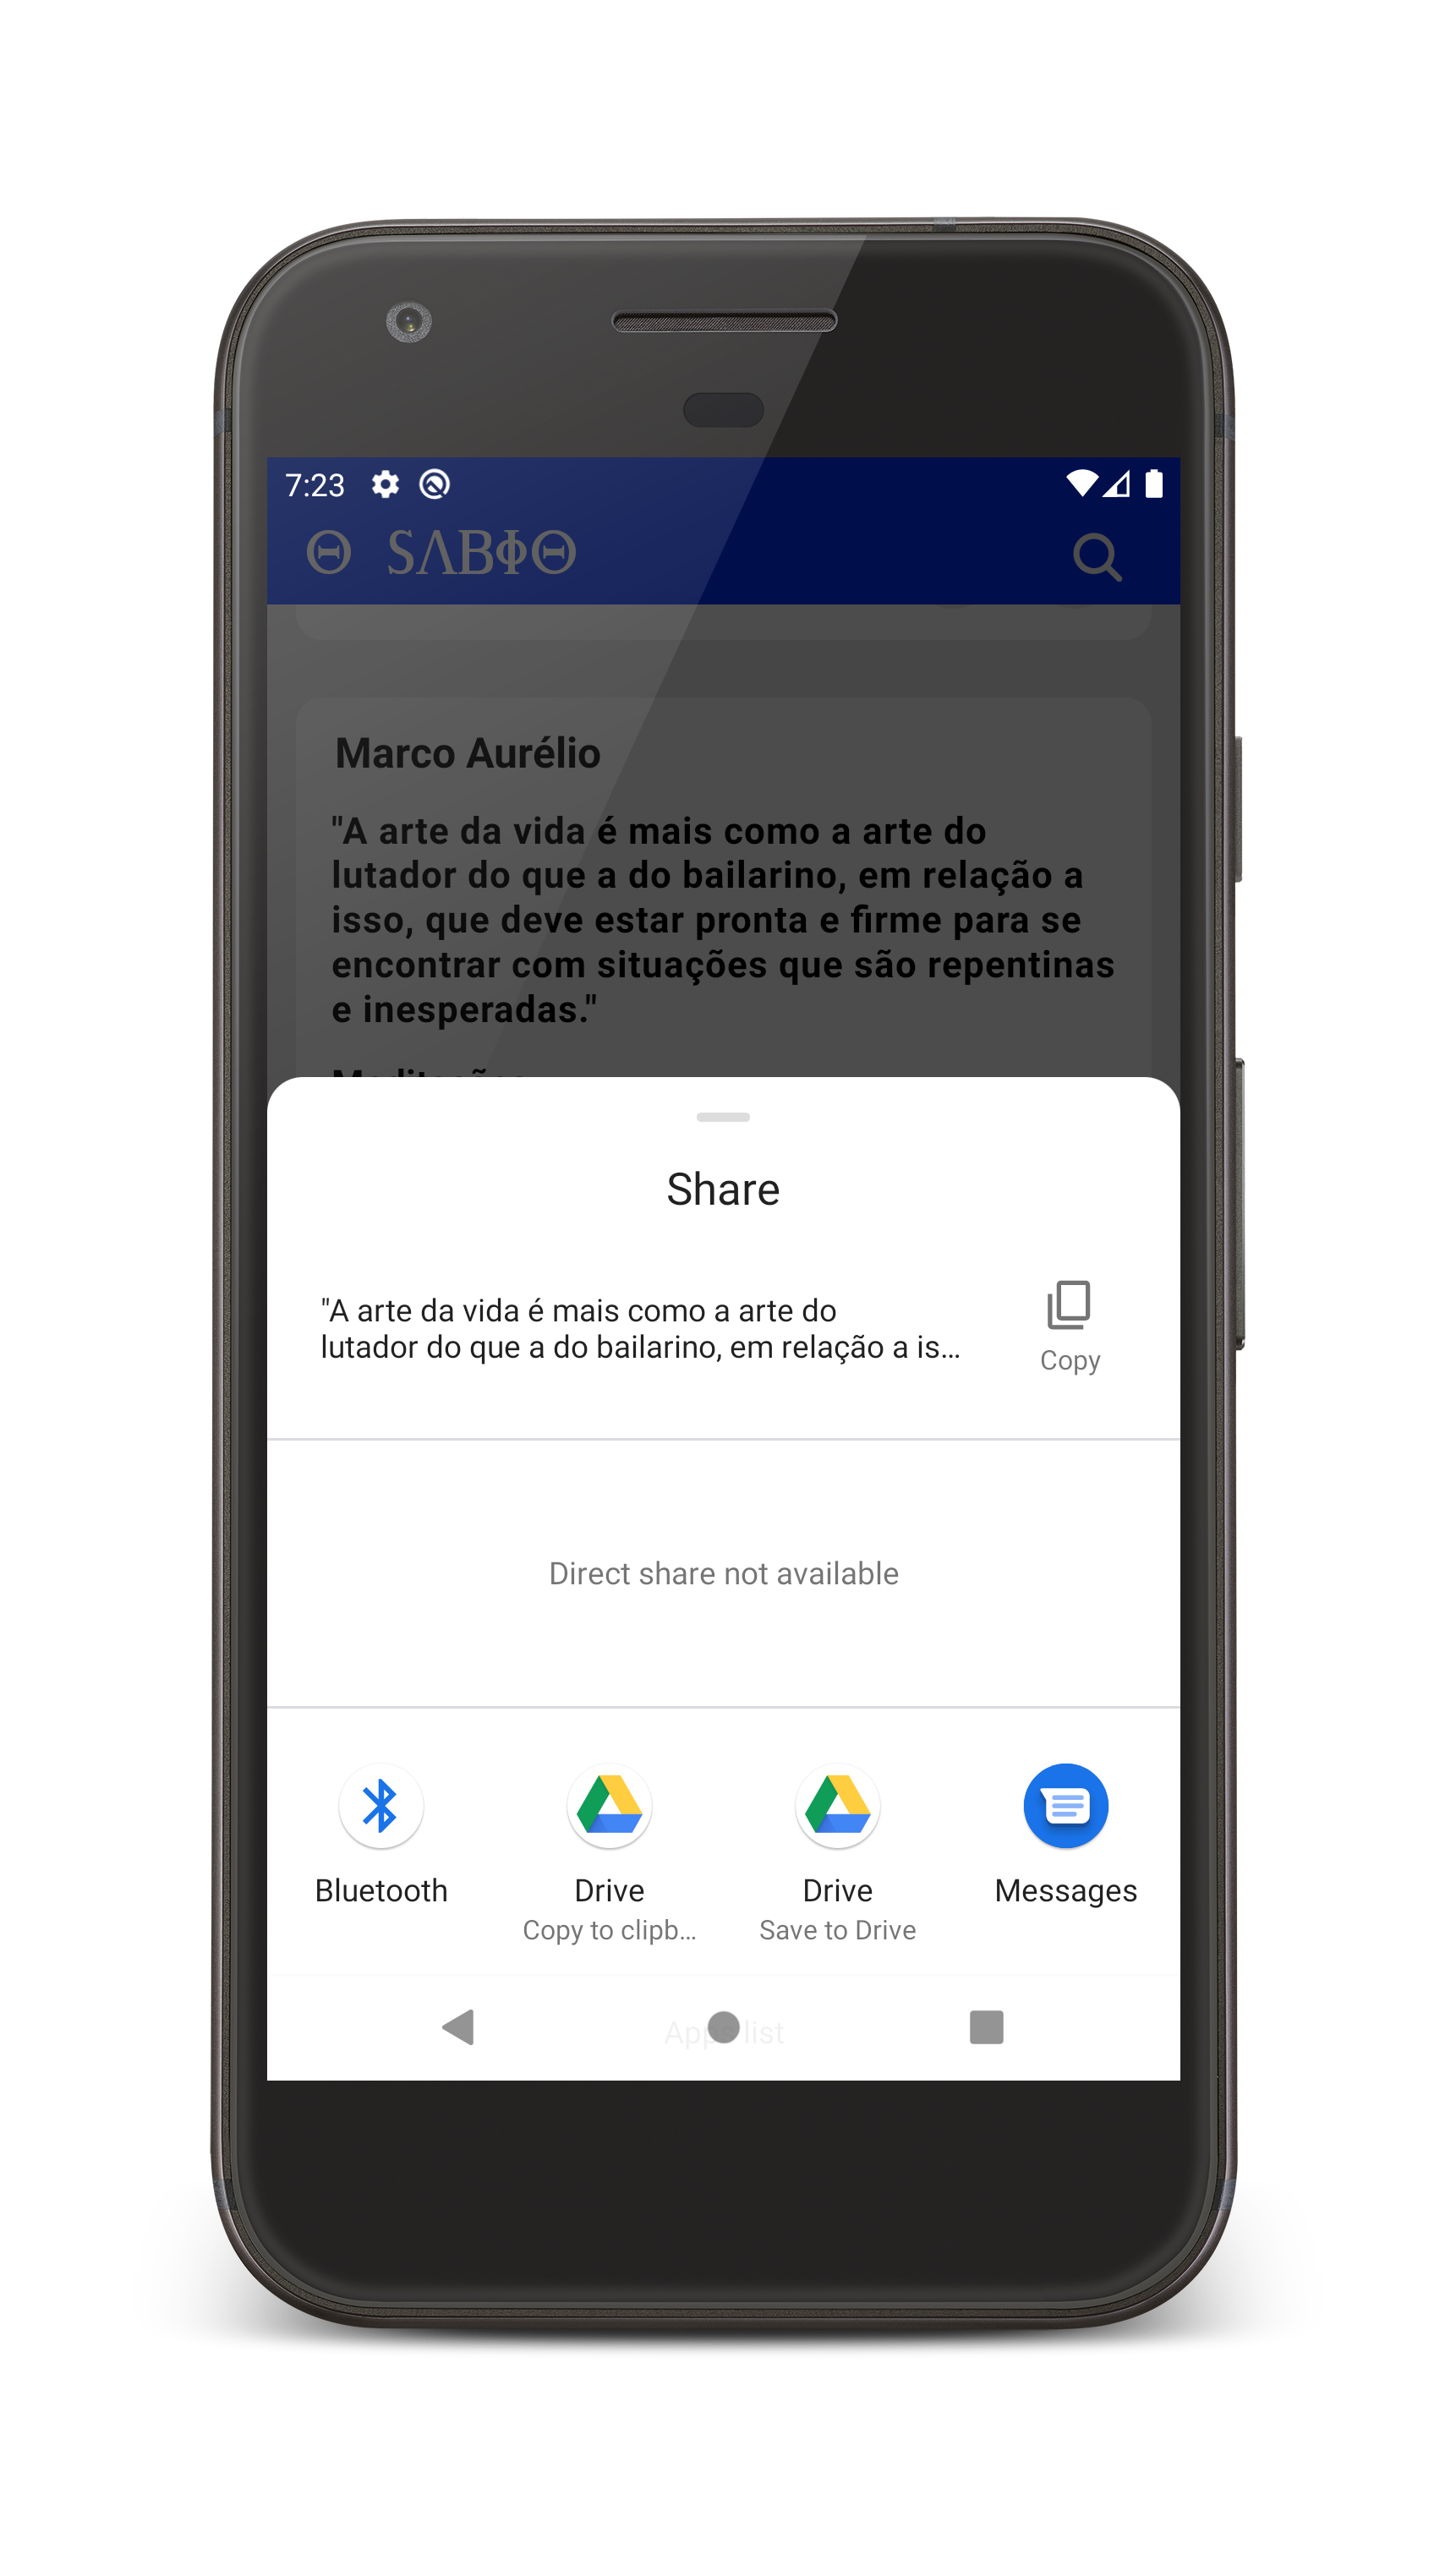 7:23
Θ SΛBΦΘ
Marco Aurélio
"A arte da vida é mais como a arte do
lutador do que a do bailarino, em relação a
isso, que deve estar pronta e firme para se
encontrar com situações que são repentinas
e inesperadas."
Meditações
Share
"A arte da vida é mais como a arte do
lutador do que a do bailarino, em relação a is…
Copy
Direct share not available
Bluetooth
Drive
Copy to clipb…
Drive
Save to Drive
Messages
Apps list